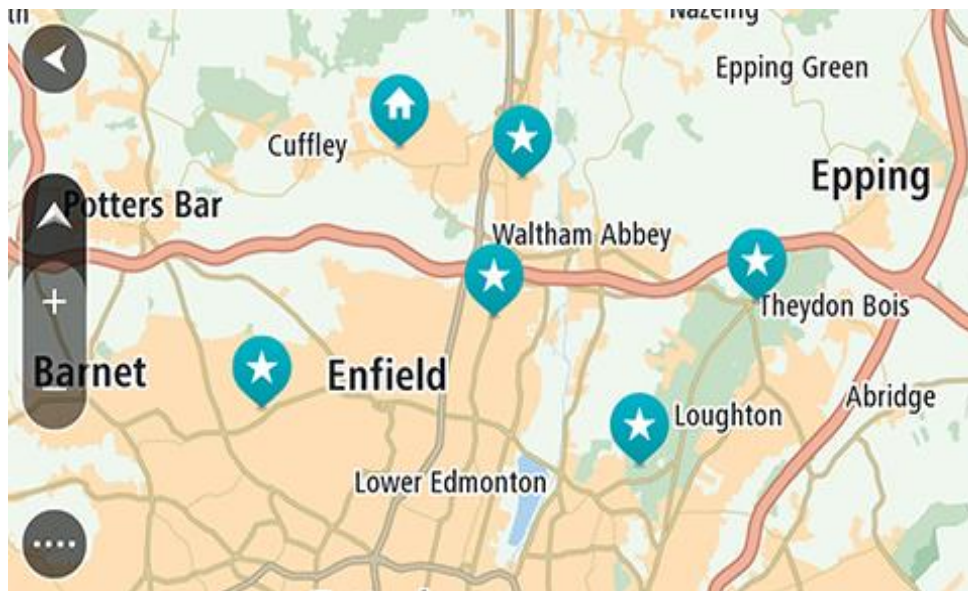 Nazeing
Epping Green
Cuffley
Epping
Potters Bar
Waltham Abbey
Theydon Bois
Barnet
Enfield
Abridge
Loughton
Lower Edmonton